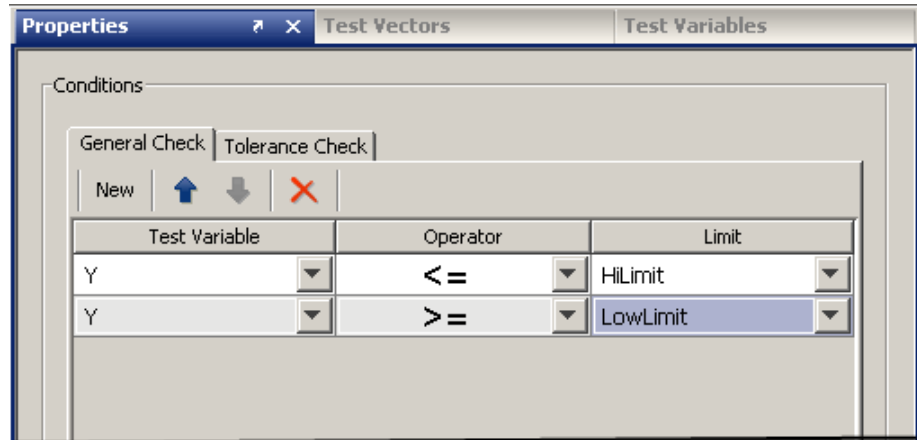 Properties Test Vectors Test Variables
Conditions
General Check Tolerance Check
New
Test Variable Operator Limit
Y <= HiLimit
Y >= LowLimit